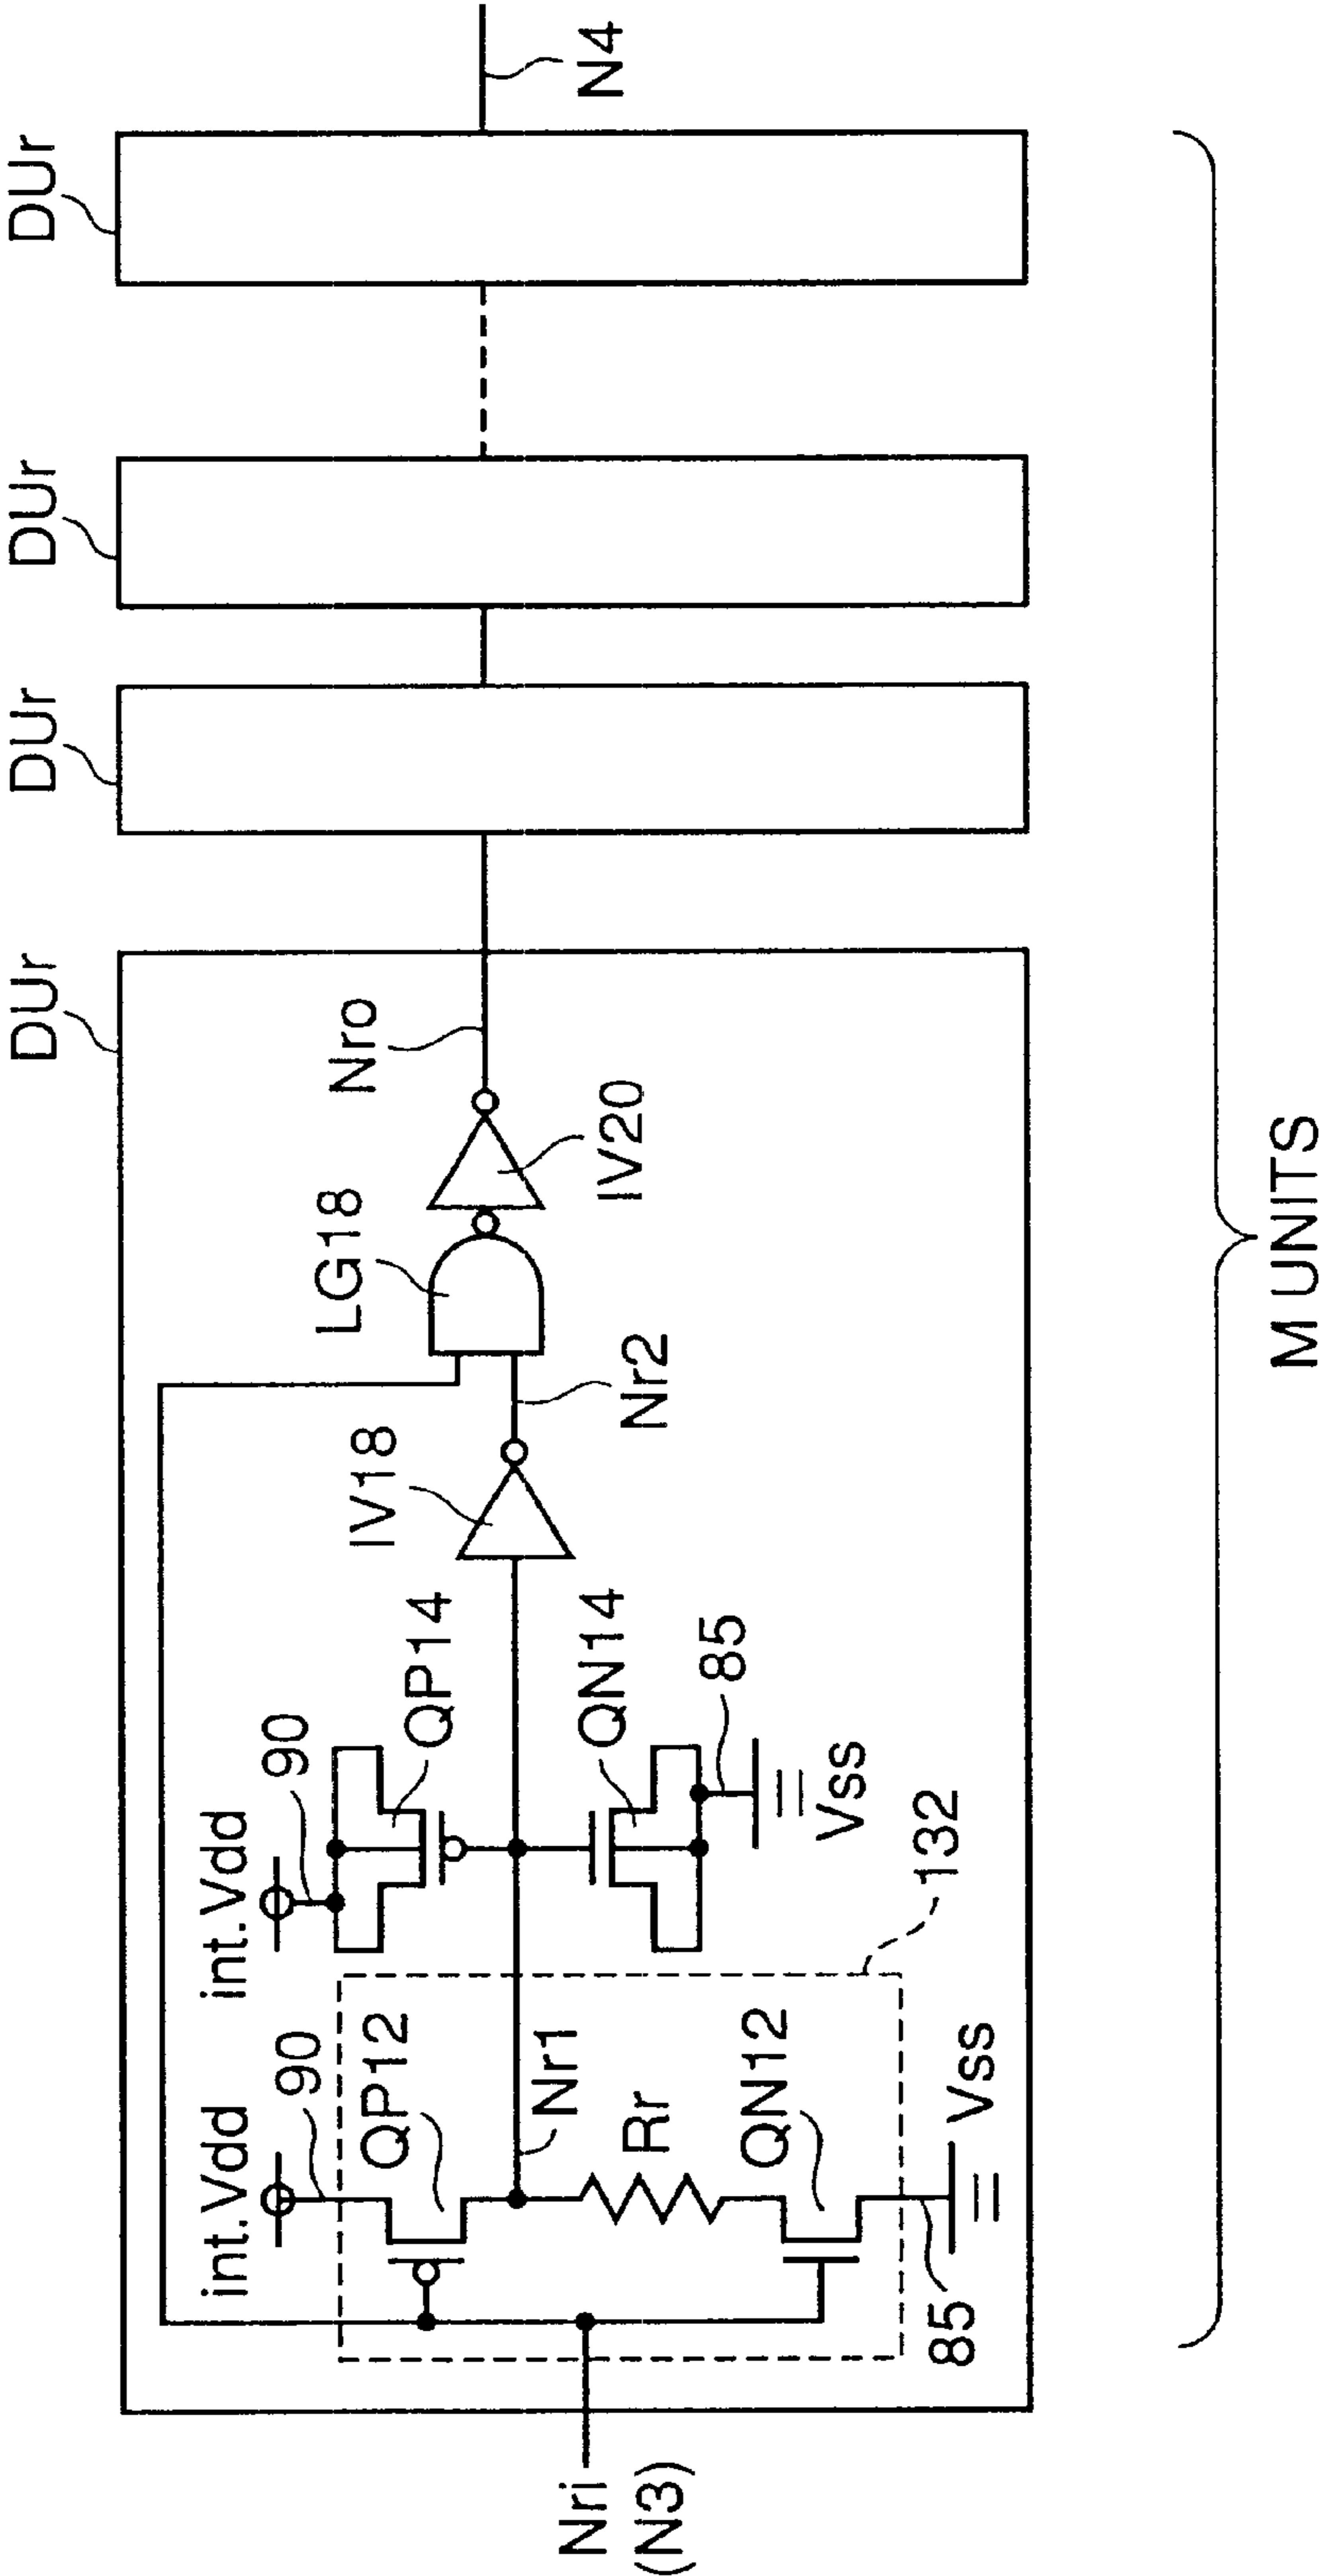 DUr
DUr
DUr
DUr
int.Vdd
90
int.Vdd
90
QP12
QP14
IV18
LG18
Nro
N4
Nri
(N3)
Nr1
Nr2
IV20
Rr
QN12
QN14
85
Vss
85
Vss
132
M UNITS